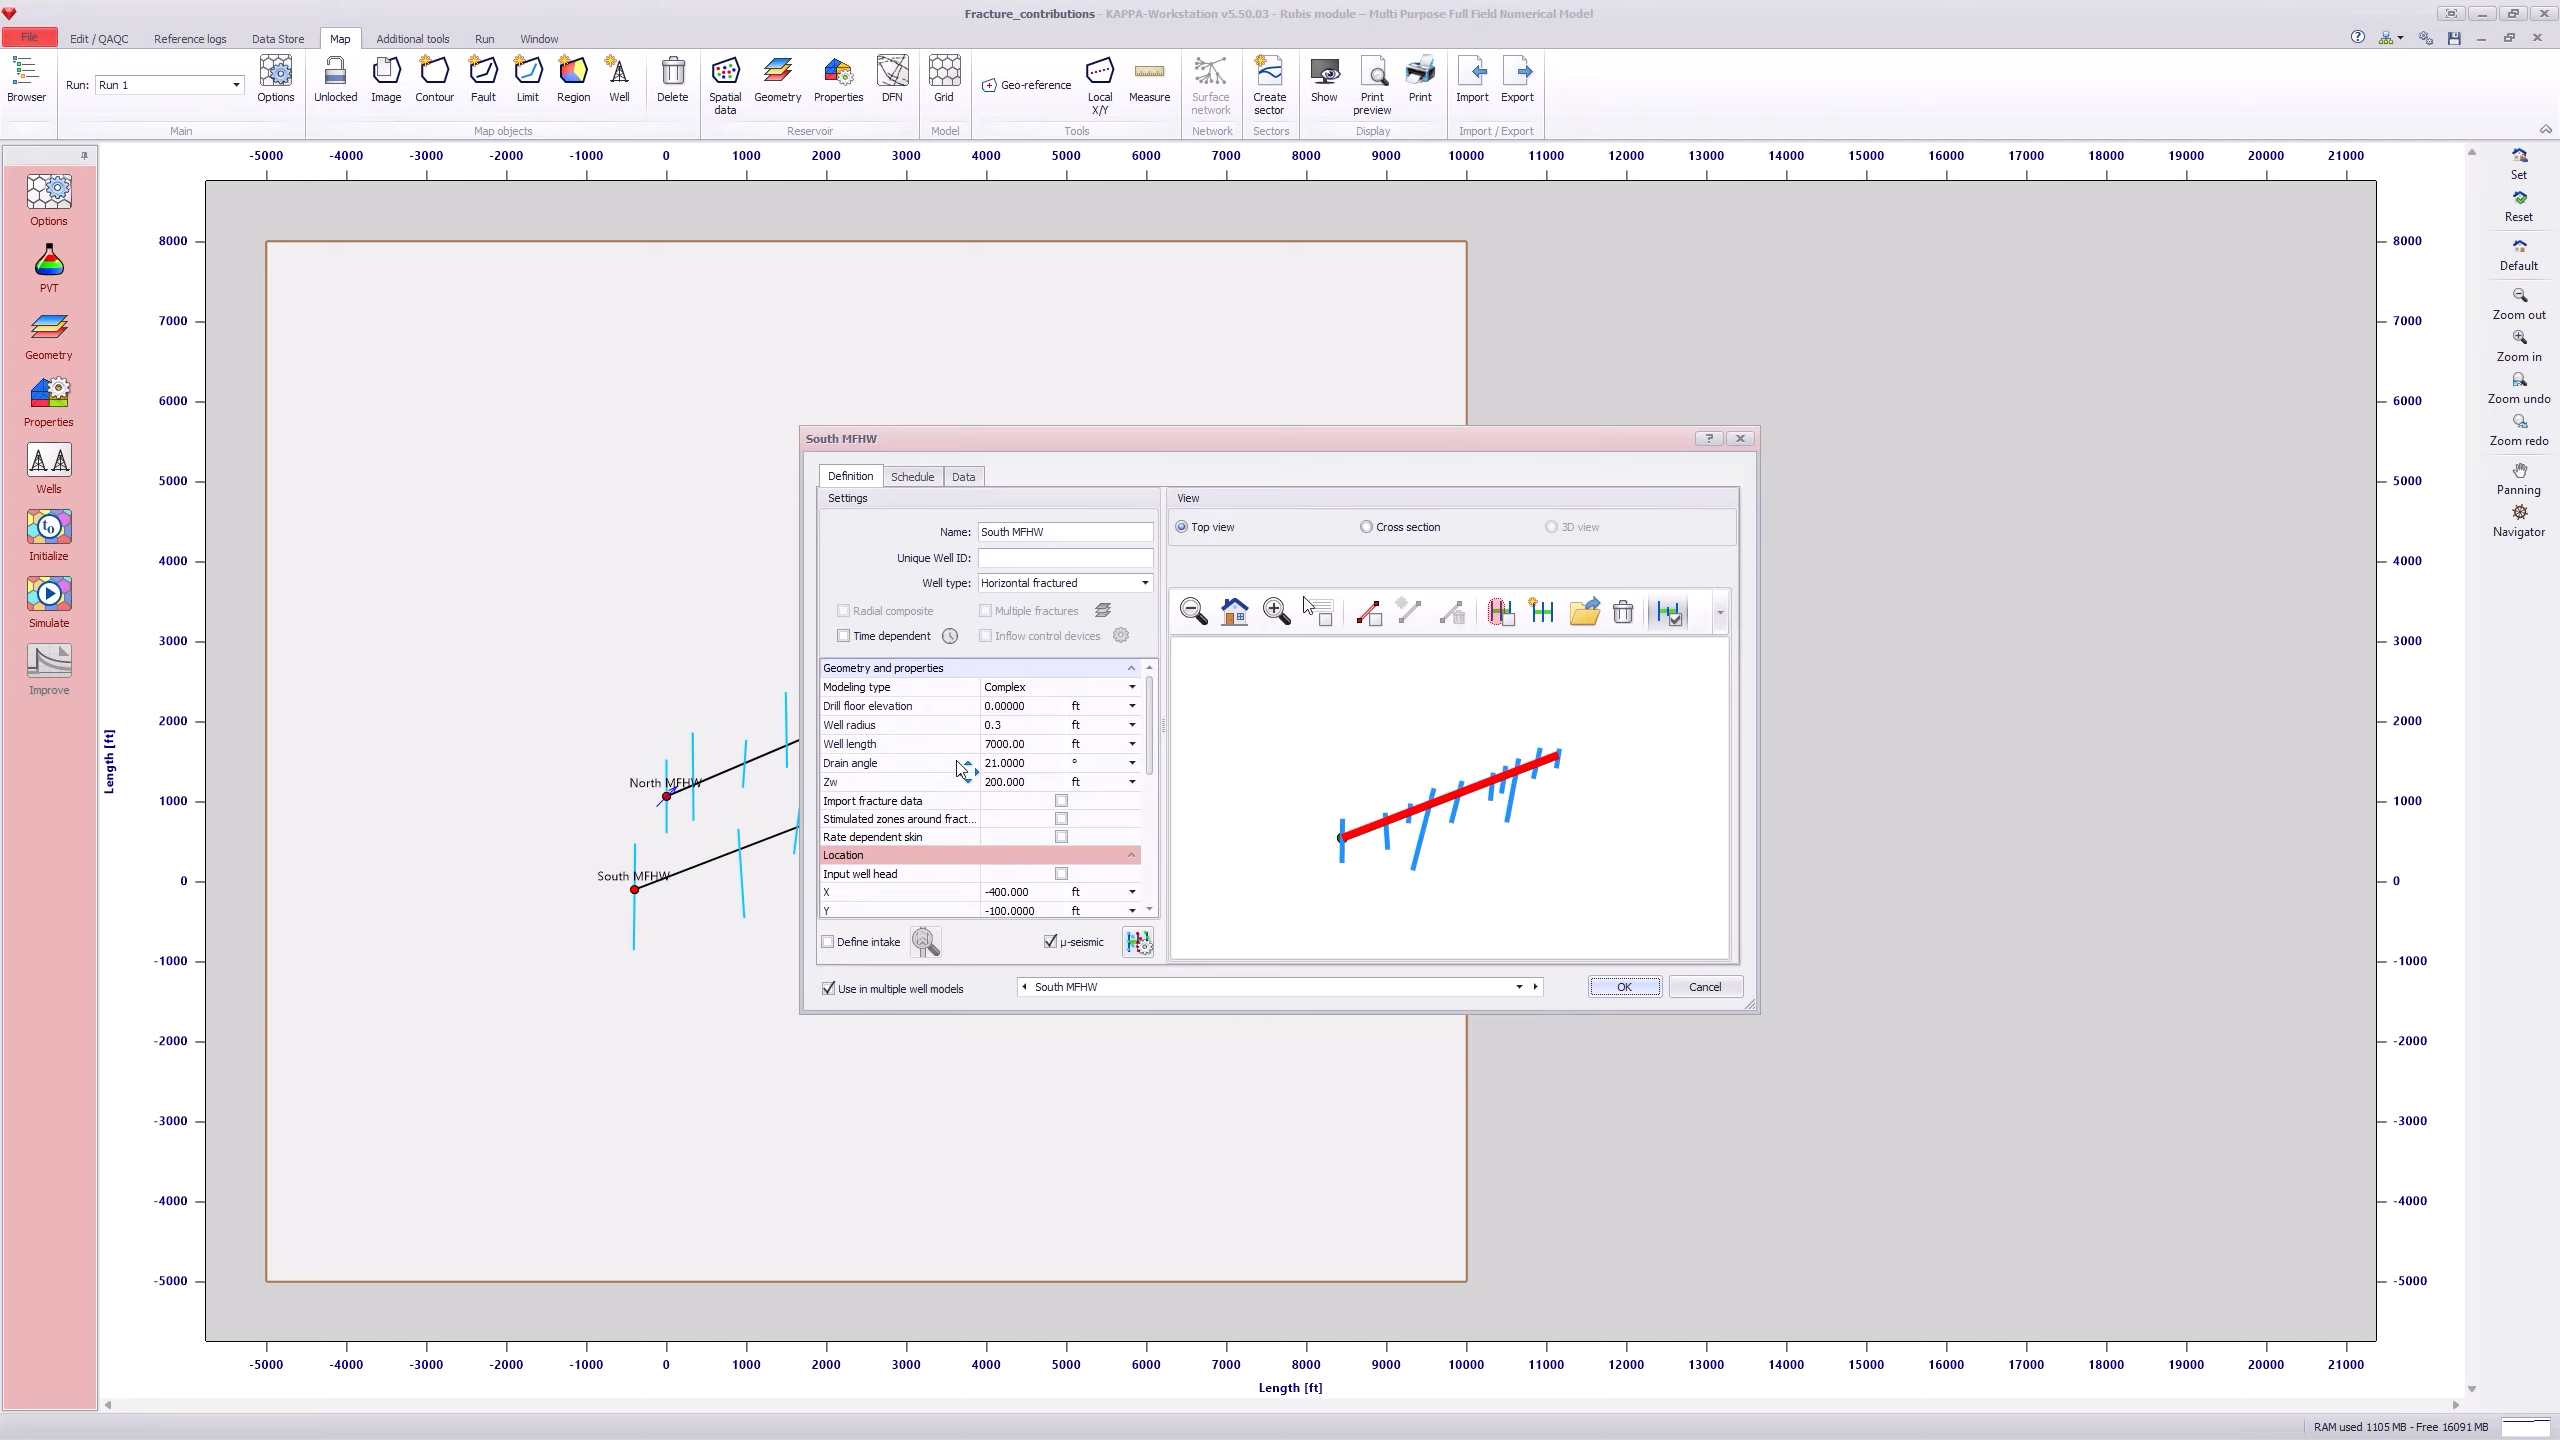 Fracture_contributions - KAPPA-Workstation v5.50.03 - Rubis module – Multi Purpose Full Field Numerical Model
File Edit / QAQC Reference logs Data Store Map Additional tools Run Window
Browser
Run: Run 1
Options
Main
Unlocked Image Contour Fault Limit Region Well Delete
Map objects
Spatial data Geometry Properties DFN
Reservoir
Grid
Model
Geo-reference
Local X/Y Measure
Tools
Surface network
Network
Create sector
Sectors
Show Print preview Print
Display
Import Export
Import / Export
Options
PVT
Geometry
Properties
Wells
Initialize
Simulate
Improve
-5000 -4000 -3000 -2000 -1000 0 1000 2000 3000 4000 5000 6000 7000 8000 9000 10000 11000 12000 13000 14000 15000 16000 17000 18000 19000 20000 21000
8000
7000
6000
5000
4000
3000
2000
1000
0
-1000
-2000
-3000
-4000
-5000
Length [ft]
North MFHW
South MFHW
South MFHW
Definition Schedule Data
Settings
Name: South MFHW
Unique Well ID:
Well type: Horizontal fractured
Radial composite Multiple fractures
Time dependent Inflow control devices
Geometry and properties
Modeling type Complex
Drill floor elevation 0.00000 ft
Well radius 0.3 ft
Well length 7000.00 ft
Drain angle 21.0000 °
Zw 200.000 ft
Import fracture data
Stimulated zones around fract...
Rate dependent skin
Location
Input well head
X -400.000 ft
Y -100.0000 ft
Define intake µ-seismic
View
Top view Cross section 3D view
Use in multiple well models South MFHW OK Cancel
8000
7000
6000
5000
4000
3000
2000
1000
0
-1000
-2000
-3000
-4000
-5000
-5000 -4000 -3000 -2000 -1000 0 1000 2000 3000 4000 5000 6000 7000 8000 9000 10000 11000 12000 13000 14000 15000 16000 17000 18000 19000 20000 21000
Length [ft]
Set
Reset
Default
Zoom out
Zoom in
Zoom undo
Zoom redo
Panning
Navigator
RAM used 1105 MB - Free 16091 MB